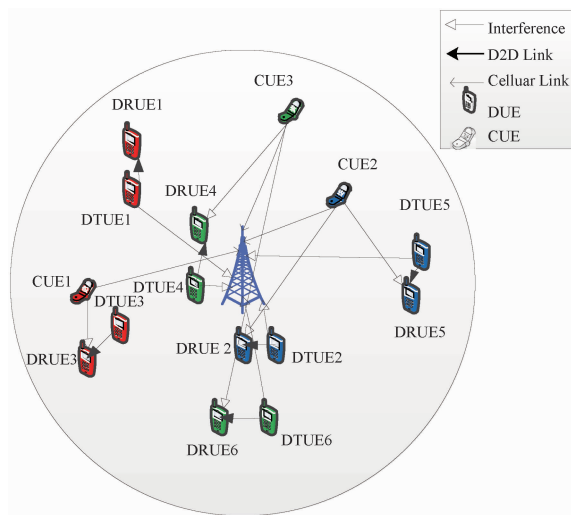 Interference
D2D Link
Celluar Link
DUE
CUE
CUE3
DRUE1
CUE2
DRUE4
DTUE5
DTUE1
CUE1
DTUE4
DTUE3
DRUE5
DRUE3
DRUE 2
DTUE2
DRUE6
DTUE6